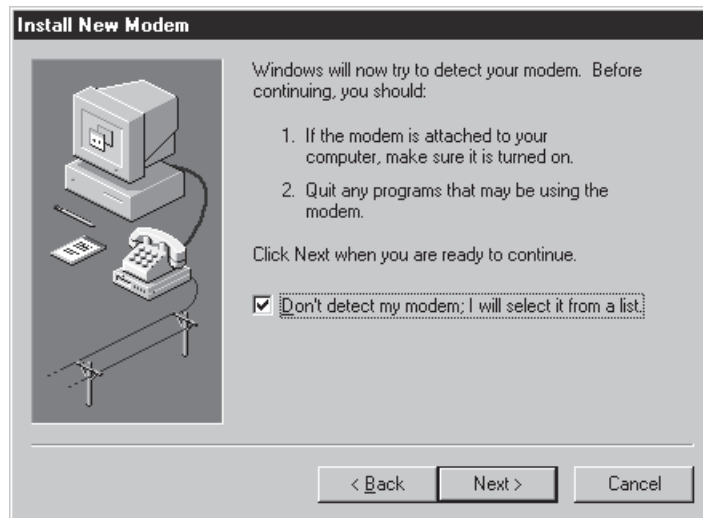 Install New Modem
Windows will now try to detect your modem. Before
continuing, you should:
1. If the modem is attached to your
computer, make sure it is turned on.
2. Quit any programs that may be using the
modem.
Click Next when you are ready to continue.
Don't detect my modem; I will select it from a list.
< Back
Next >
Cancel